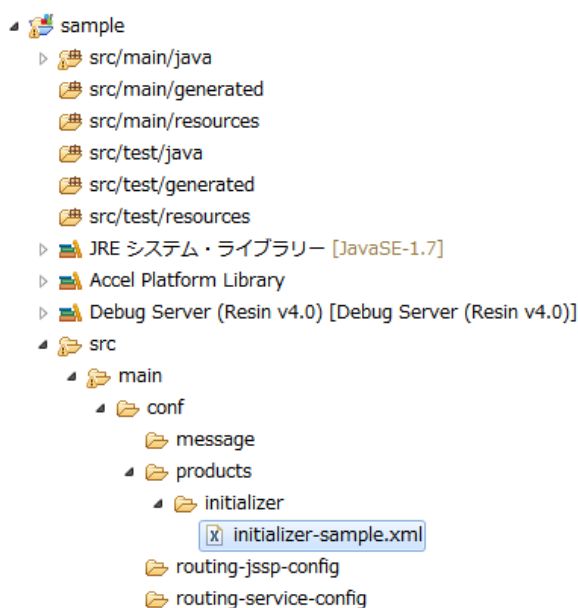 sample
src/main/java
src/main/generated
src/main/resources
src/test/java
src/test/generated
src/test/resources
JRE システム・ライブラリー [JavaSE-1.7]
Accel Platform Library
Debug Server (Resin v4.0) [Debug Server (Resin v4.0)]
src
main
conf
message
products
initializer
initializer-sample.xml
routing-jssp-config
routing-service-config